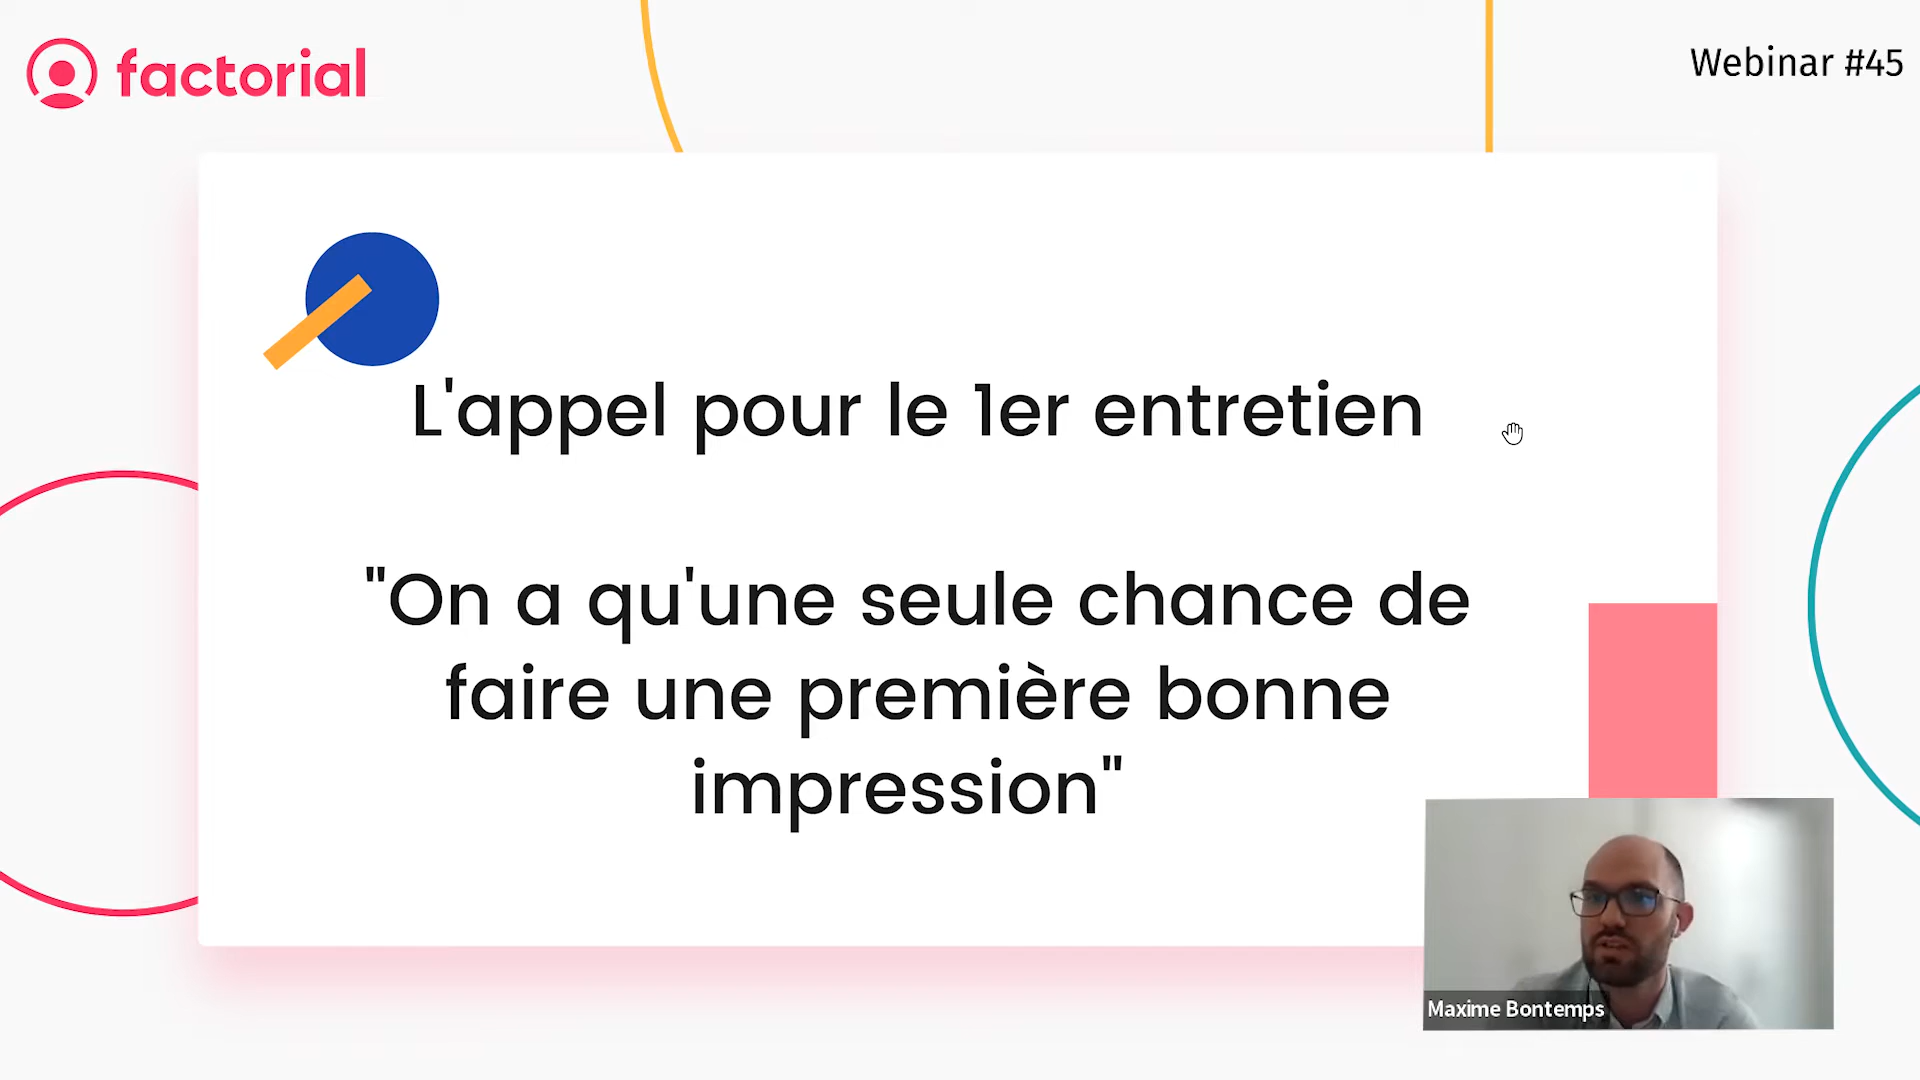 factorial
Webinar #45
L'appel pour le 1er entretien
"On a qu'une seule chance de
faire une première bonne
impression"
Maxime Bontemps